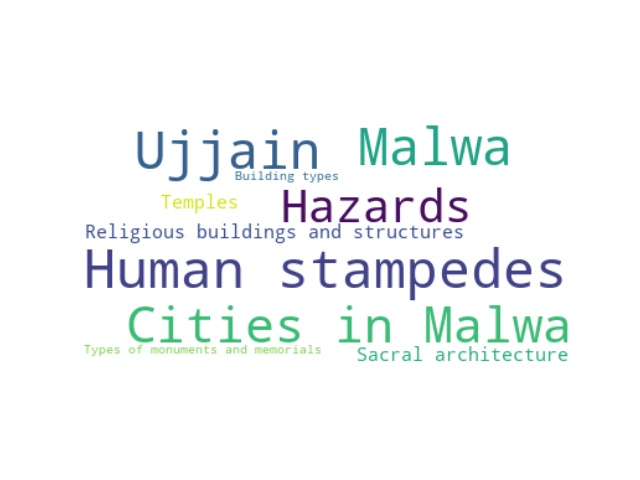 Ujjain Malwa
Building types
Temples Hazards
Religious buildings and structures
Human stampedes
Cities in Malwa
Types of monuments and memorials Sacral architecture